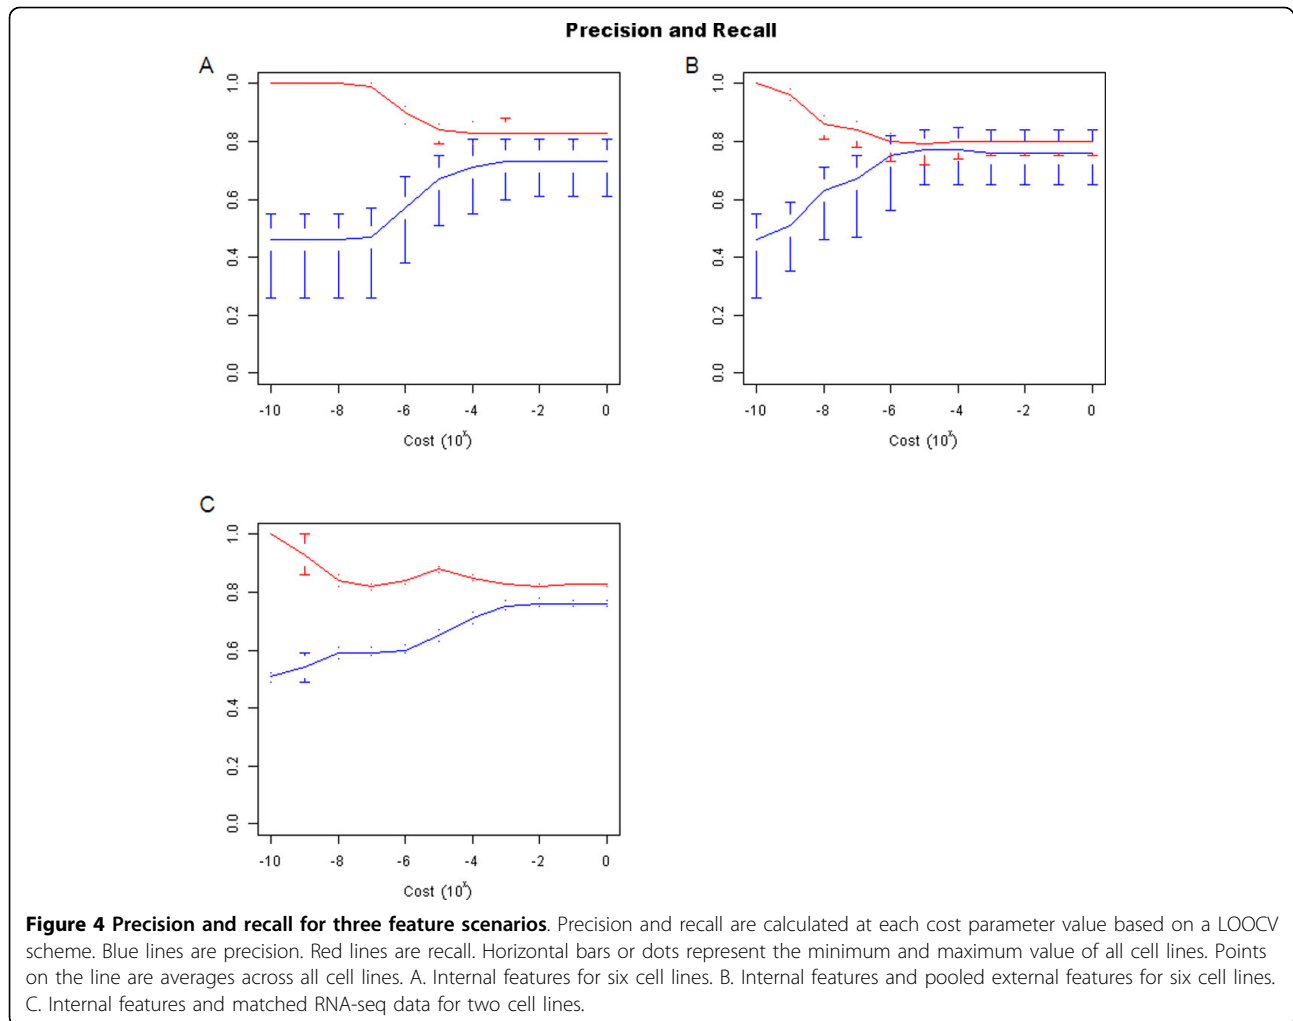 Precision and Recall
A
1.0
0.8
0.6
0.4
0.2
0.0
-10 -8 -6 -4 -2 0
Cost (10^x)
B
1.0
0.8
0.6
0.4
0.2
0.0
-10 -8 -6 -4 -2 0
Cost (10^x)
C
1.0
0.8
0.6
0.4
0.2
0.0
-10 -8 -6 -4 -2 0
Cost (10^x)
Figure 4 Precision and recall for three feature scenarios. Precision and recall are calculated at each cost parameter value based on a LOOCV
scheme. Blue lines are precision. Red lines are recall. Horizontal bars or dots represent the minimum and maximum value of all cell lines. Points
on the line are averages across all cell lines. A. Internal features for six cell lines. B. Internal features and pooled external features for six cell lines.
C. Internal features and matched RNA-seq data for two cell lines.